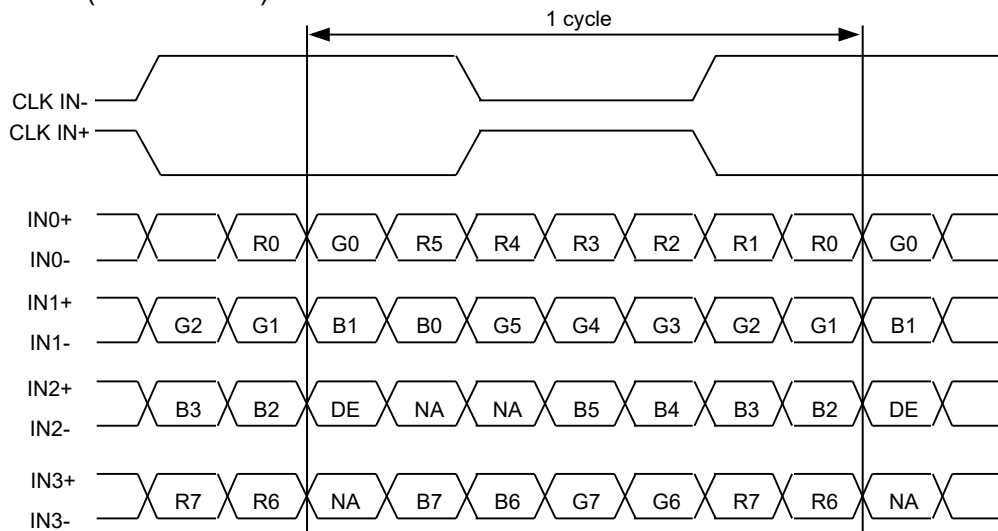 1 cycle
CLK IN-
CLK IN+
IN0+
R0 G0 R5 R4 R3 R2 R1 R0 G0
IN0-
IN1+
G2 G1 B1 B0 G5 G4 G3 G2 G1 B1
IN1-
IN2+
B3 B2 DE NA NA B5 B4 B3 B2 DE
IN2-
IN3+
R7 R6 NA B7 B6 G7 G6 R7 R6 NA
IN3-